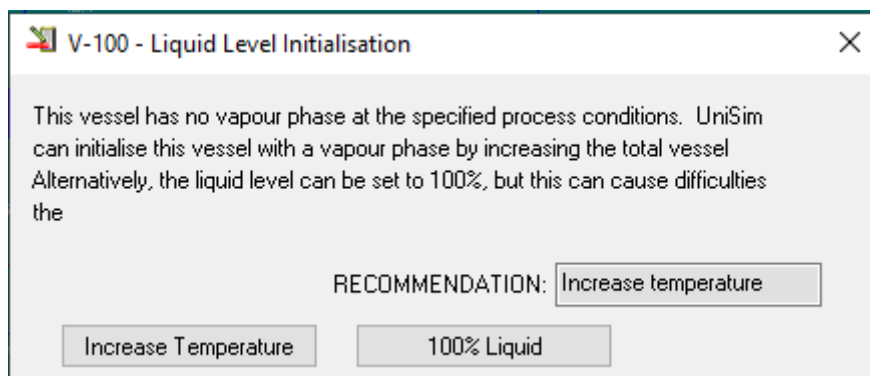 V-100 - Liquid Level Initialisation
This vessel has no vapour phase at the specified process conditions. UniSim
can initialise this vessel with a vapour phase by increasing the total vessel
Alternatively, the liquid level can be set to 100%, but this can cause difficulties
the
RECOMMENDATION: Increase temperature
Increase Temperature 100% Liquid